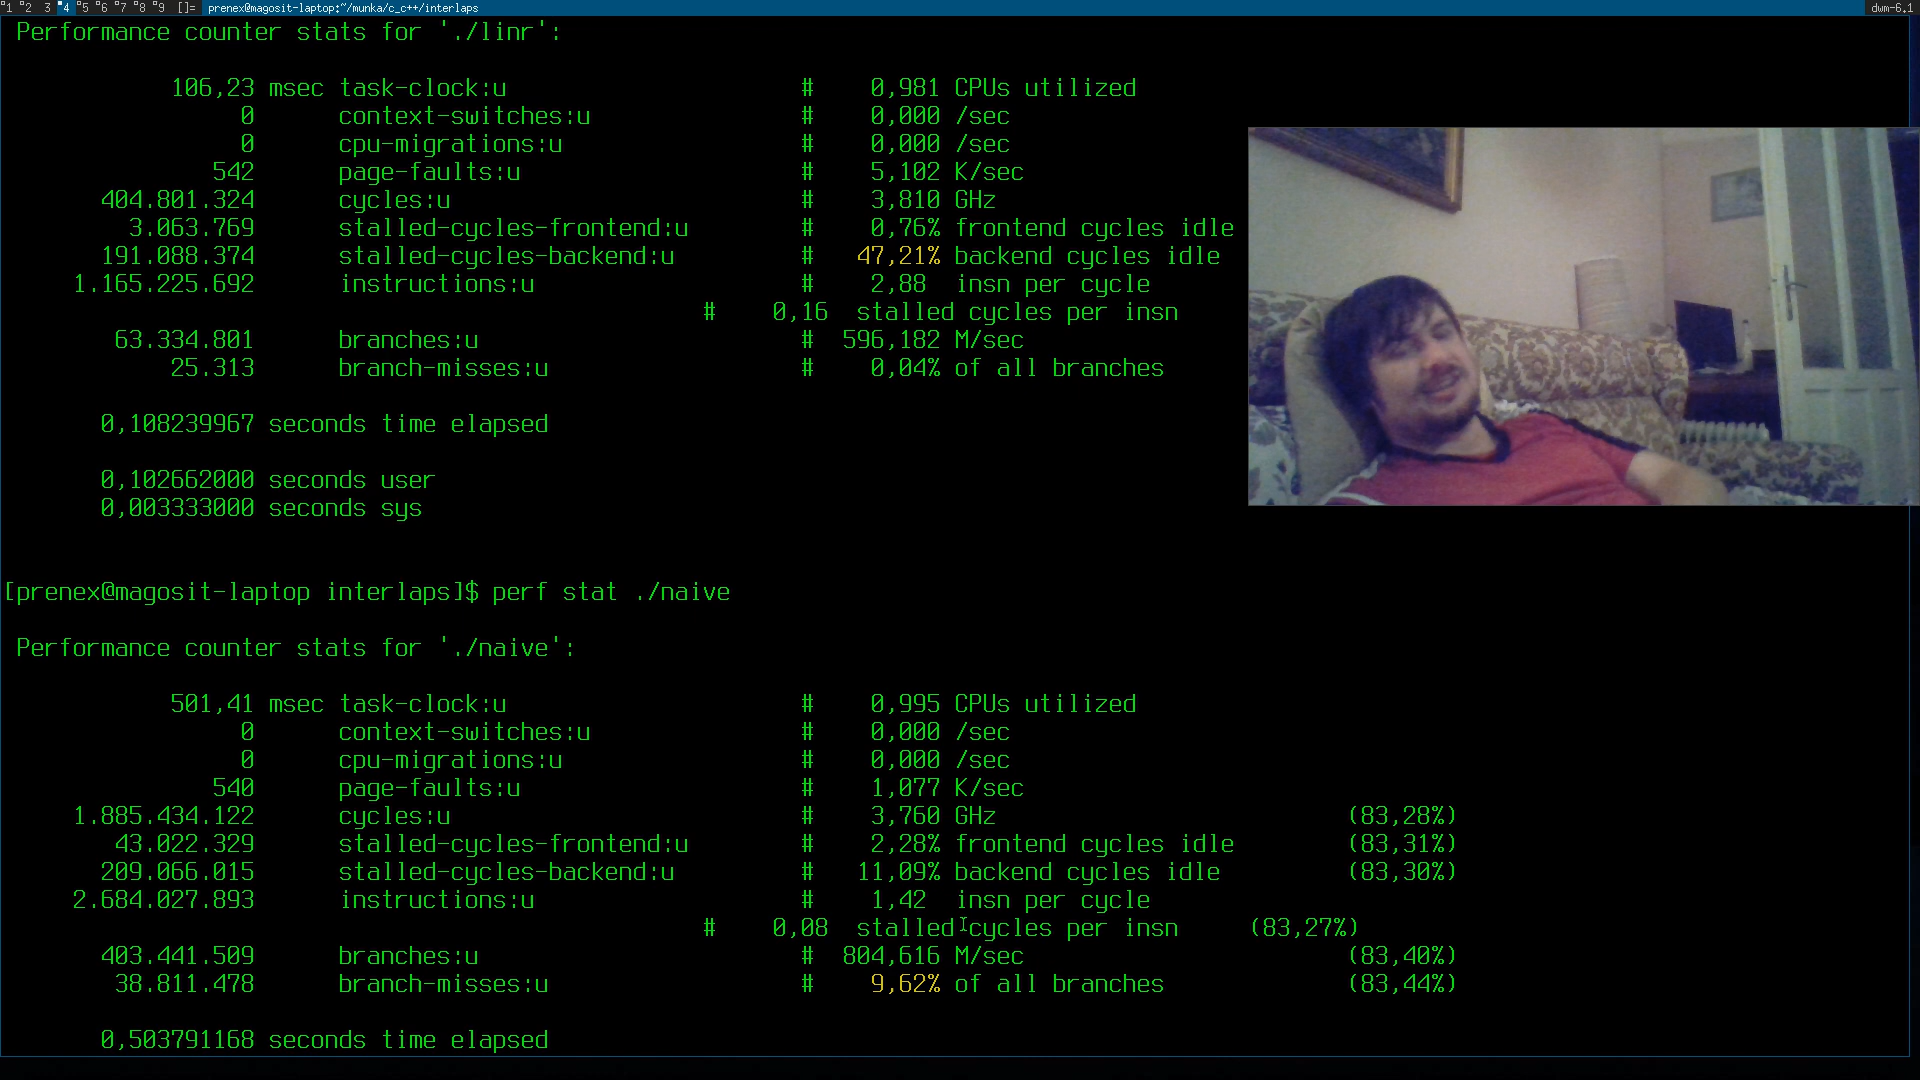 1 2 3 4 5 6 7 8 9 []= prenex@magosit-laptop:~/munka/c_c++/interlaps dwm-6.1
Performance counter stats for './linr':
106,23 msec task-clock:u # 0,981 CPUs utilized
0 context-switches:u # 0,000 /sec
0 cpu-migrations:u # 0,000 /sec
542 page-faults:u # 5,102 K/sec
404.801.324 cycles:u # 3,810 GHz
3.063.769 stalled-cycles-frontend:u # 0,76% frontend cycles idle
191.088.374 stalled-cycles-backend:u # 47,21% backend cycles idle
1.165.225.692 instructions:u # 2,88 insn per cycle
# 0,16 stalled cycles per insn
63.334.801 branches:u # 596,182 M/sec
25.313 branch-misses:u # 0,04% of all branches
0,108239967 seconds time elapsed
0,102662000 seconds user
0,003333000 seconds sys
[prenex@magosit-laptop interlaps]$ perf stat ./naive
Performance counter stats for './naive':
501,41 msec task-clock:u # 0,995 CPUs utilized
0 context-switches:u # 0,000 /sec
0 cpu-migrations:u # 0,000 /sec
540 page-faults:u # 1,077 K/sec
1.885.434.122 cycles:u # 3,760 GHz (83,28%)
43.022.329 stalled-cycles-frontend:u # 2,28% frontend cycles idle (83,31%)
209.066.015 stalled-cycles-backend:u # 11,09% backend cycles idle (83,30%)
2.684.027.893 instructions:u # 1,42 insn per cycle
# 0,08 stalled cycles per insn (83,27%)
403.441.509 branches:u # 804,616 M/sec (83,40%)
38.811.478 branch-misses:u # 9,62% of all branches (83,44%)
0,503791168 seconds time elapsed